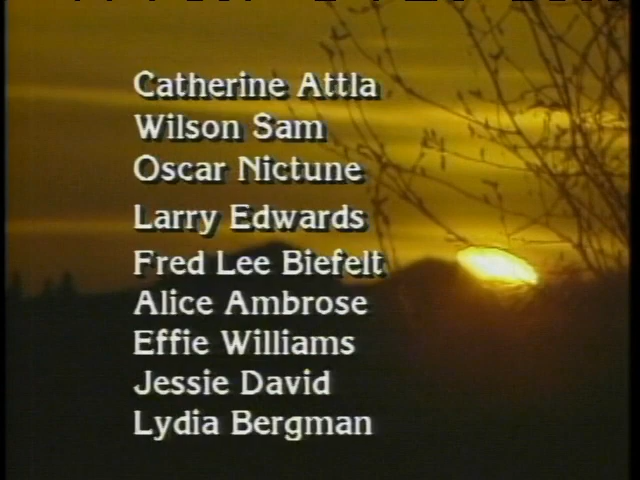 Catherine Attla
Wilson Sam
Oscar Nictune
Larry Edwards
Fred Lee Biefelt
Alice Ambrose
Effie Williams
Jessie David
Lydia Bergman